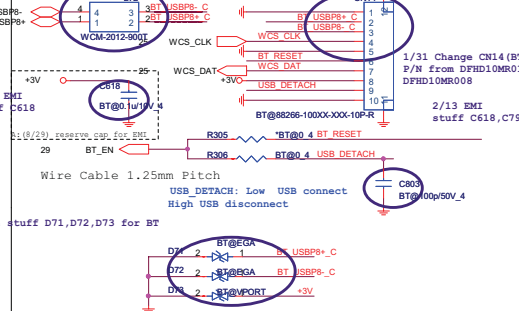 SBP8-
SBP8+
4
4
3
3
1
2
BT_USBP8-_C
BT_USBP8+_C
WCM-2012-900T
25
WCS_CLK
WCS_DAT
+3V
BT_USBP8+_C
BT_USBP8-_C
WCS_CLK
BT_RESET
WCS_DAT
USB_DETACH
1
2
3
4
5
6
7
8
9
10
BT@88266-100XX-XXX-10P-R
1/31 Change CN14(BT
P/N from DFHD10MR03
DFHD10MR008
2/13 EMI
stuff C618,C79
EMI
f C618
+3V
25
C618
BT@0.1u/10V_4
A:(8/29) reserve cap for EMI
29
BT_EN
R305
*BT@0_4
BT_RESET
R306
BT@0_4
USB_DETACH
Wire Cable 1.25mm Pitch
USB_DETACH: Low USB connect
High USB disconnect
C803
BT@100p/50V_4
stuff D71,D72,D73 for BT
D71
2
BT@EGA
1
BT_USBP8+_C
D72
2
BT@EGA
1
BT_USBP8-_C
D73
2
BT@VPORT
1
+3V